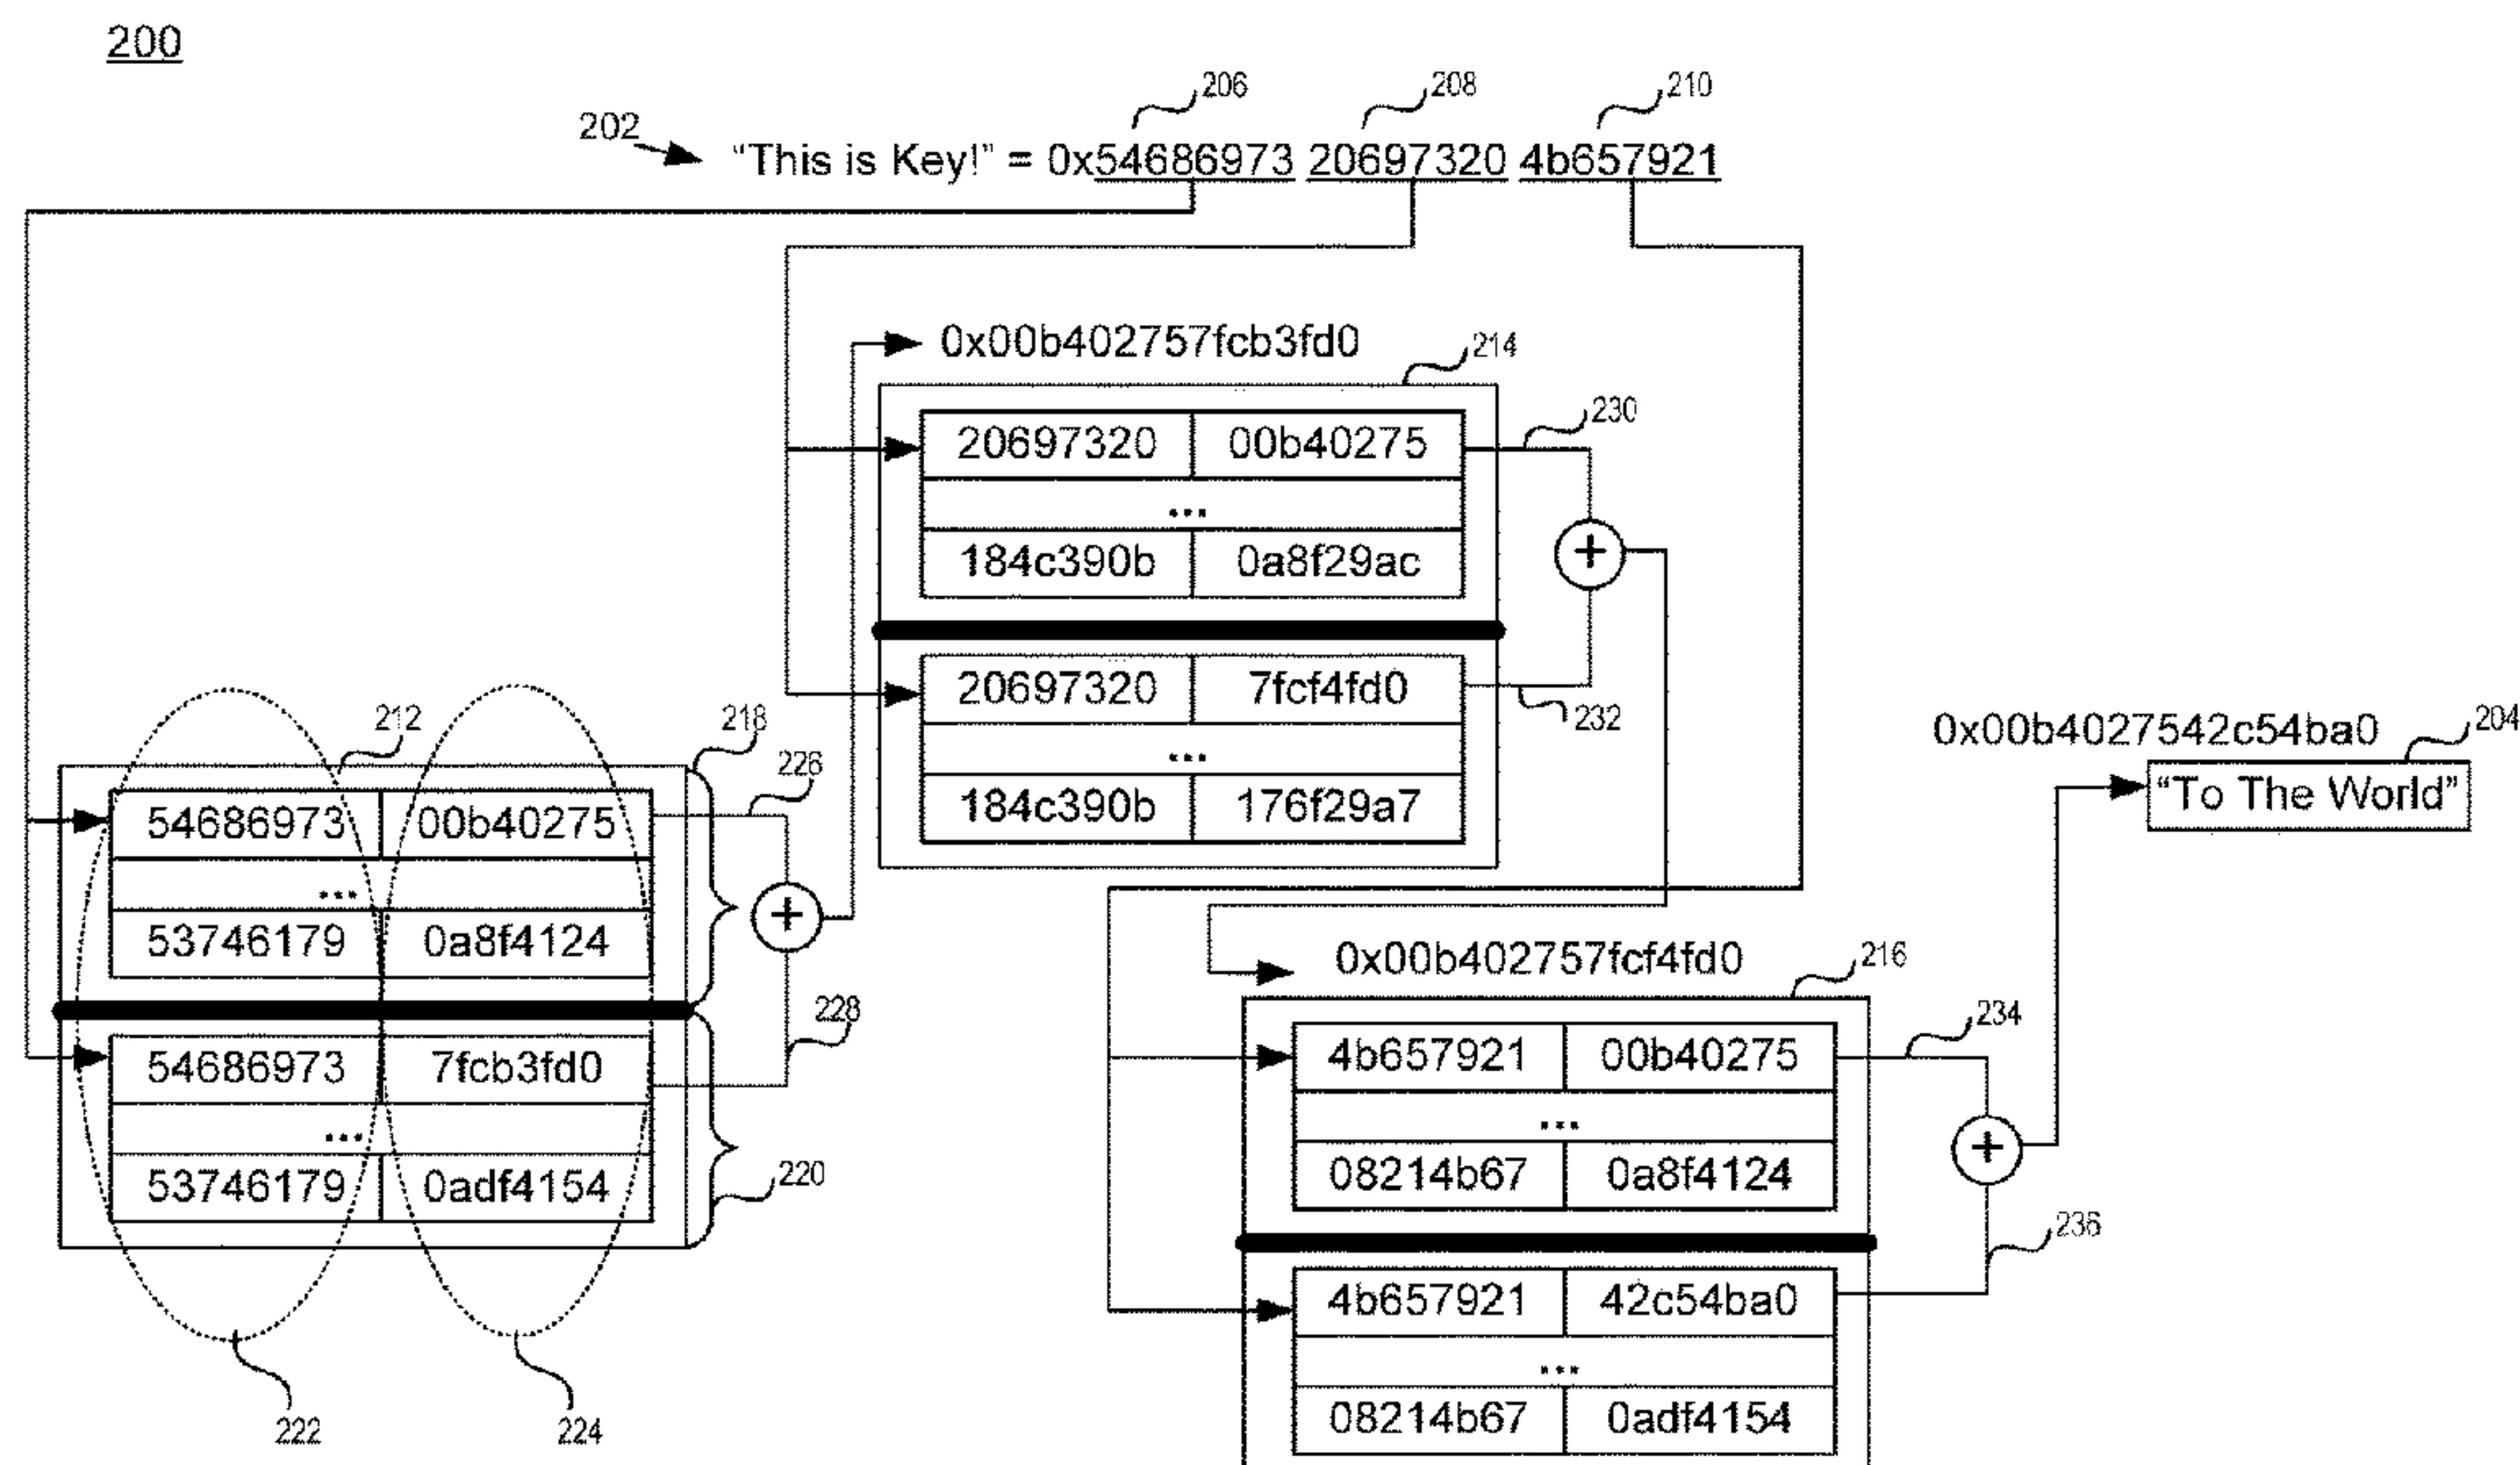 200
206 208 210
202 “This is Key!” = 0x54686973 20697320 4b657921
0x00b402757fcb3fd0 214
20697320 00b40275 230
...
184c390b 0a8f29ac
+
20697320 7fcf4fd0 232
...
184c390b 176f29a7
0x00b4027542c54ba0 204
“To The World”
212 218 226
54686973 00b40275
...
53746179 0a8f4124
+
54686973 7fcb3fd0 228
...
53746179 0adf4154 220
222 224
0x00b402757fcf4fd0 216
4b657921 00b40275 234
...
08214b67 0a8f4124
+
4b657921 42c54ba0 236
...
08214b67 0adf4154